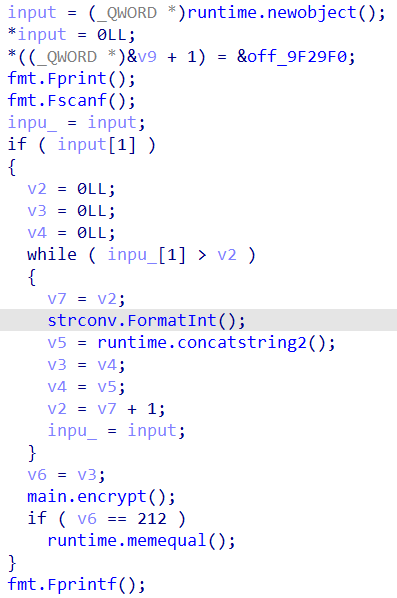 input = (_QWORD *)runtime.newobject();
*input = 0LL;
*((_QWORD *)&v9 + 1) = &off_9F29F0;
fmt.Fprint();
fmt.Fscanf();
inpu_ = input;
if ( input[1] )
{
  v2 = 0LL;
  v3 = 0LL;
  v4 = 0LL;
  while ( inpu_[1] > v2 )
  {
    v7 = v2;
    strconv.FormatInt();
    v5 = runtime.concatstring2();
    v3 = v4;
    v4 = v5;
    v2 = v7 + 1;
    inpu_ = input;
  }
  v6 = v3;
  main.encrypt();
  if ( v6 == 212 )
    runtime.memequal();
}
fmt.Fprintf();